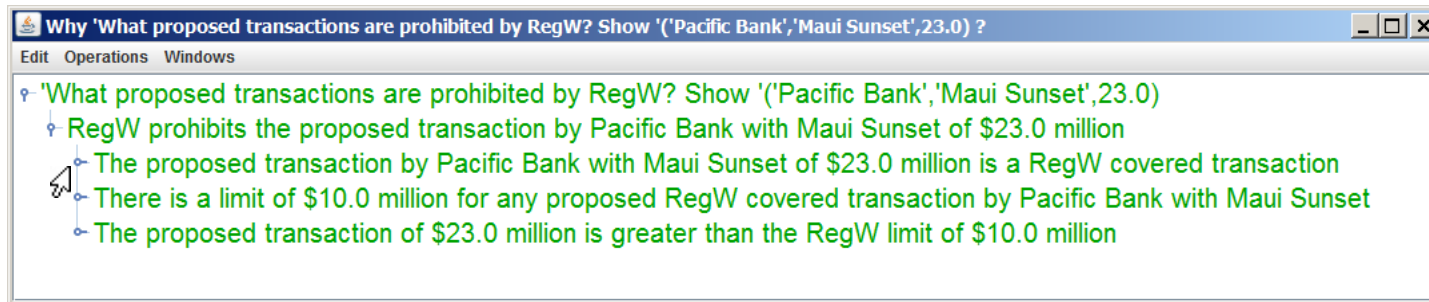 Why 'What proposed transactions are prohibited by RegW? Show '('Pacific Bank','Maui Sunset',23.0) ?
Edit Operations Windows
'What proposed transactions are prohibited by RegW? Show '('Pacific Bank','Maui Sunset',23.0)
RegW prohibits the proposed transaction by Pacific Bank with Maui Sunset of $23.0 million
The proposed transaction by Pacific Bank with Maui Sunset of $23.0 million is a RegW covered transaction
There is a limit of $10.0 million for any proposed RegW covered transaction by Pacific Bank with Maui Sunset
The proposed transaction of $23.0 million is greater than the RegW limit of $10.0 million